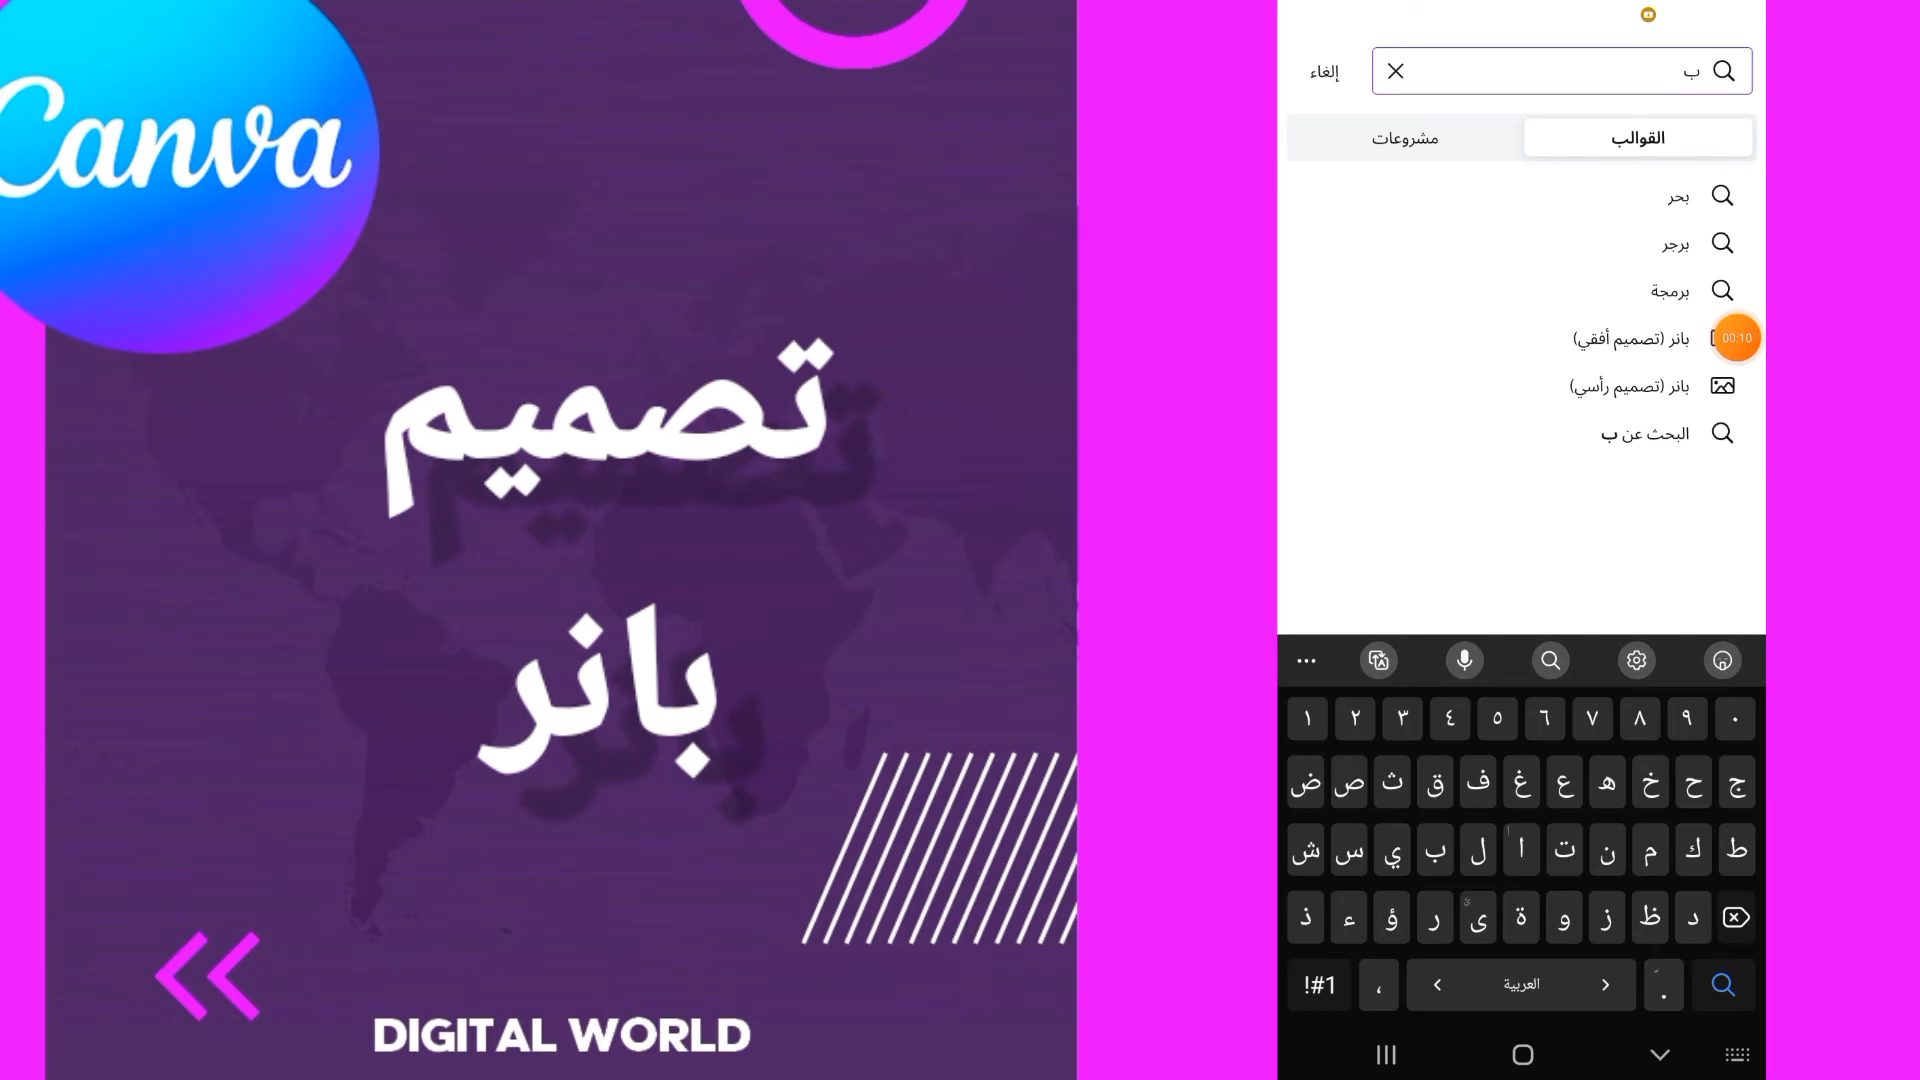 Canva
تصميم
بانر
DIGITAL WORLD
ب
إلغاء
القوالب
مشروعات
بحر
برجر
برمجة
بانر (تصميم أفقي)
00:10
بانر (تصميم رأسي)
البحث عن ب
١ ٢ ٣ ٤ ٥ ٦ ٧ ٨ ٩ ٠
ض ص ث ق ف غ ع ه خ ح ج
ش س ي ب ل ا ت ن م ك ط
ذ ء ؤ ر ى ة و ز ظ د
!#1 ، العربية .